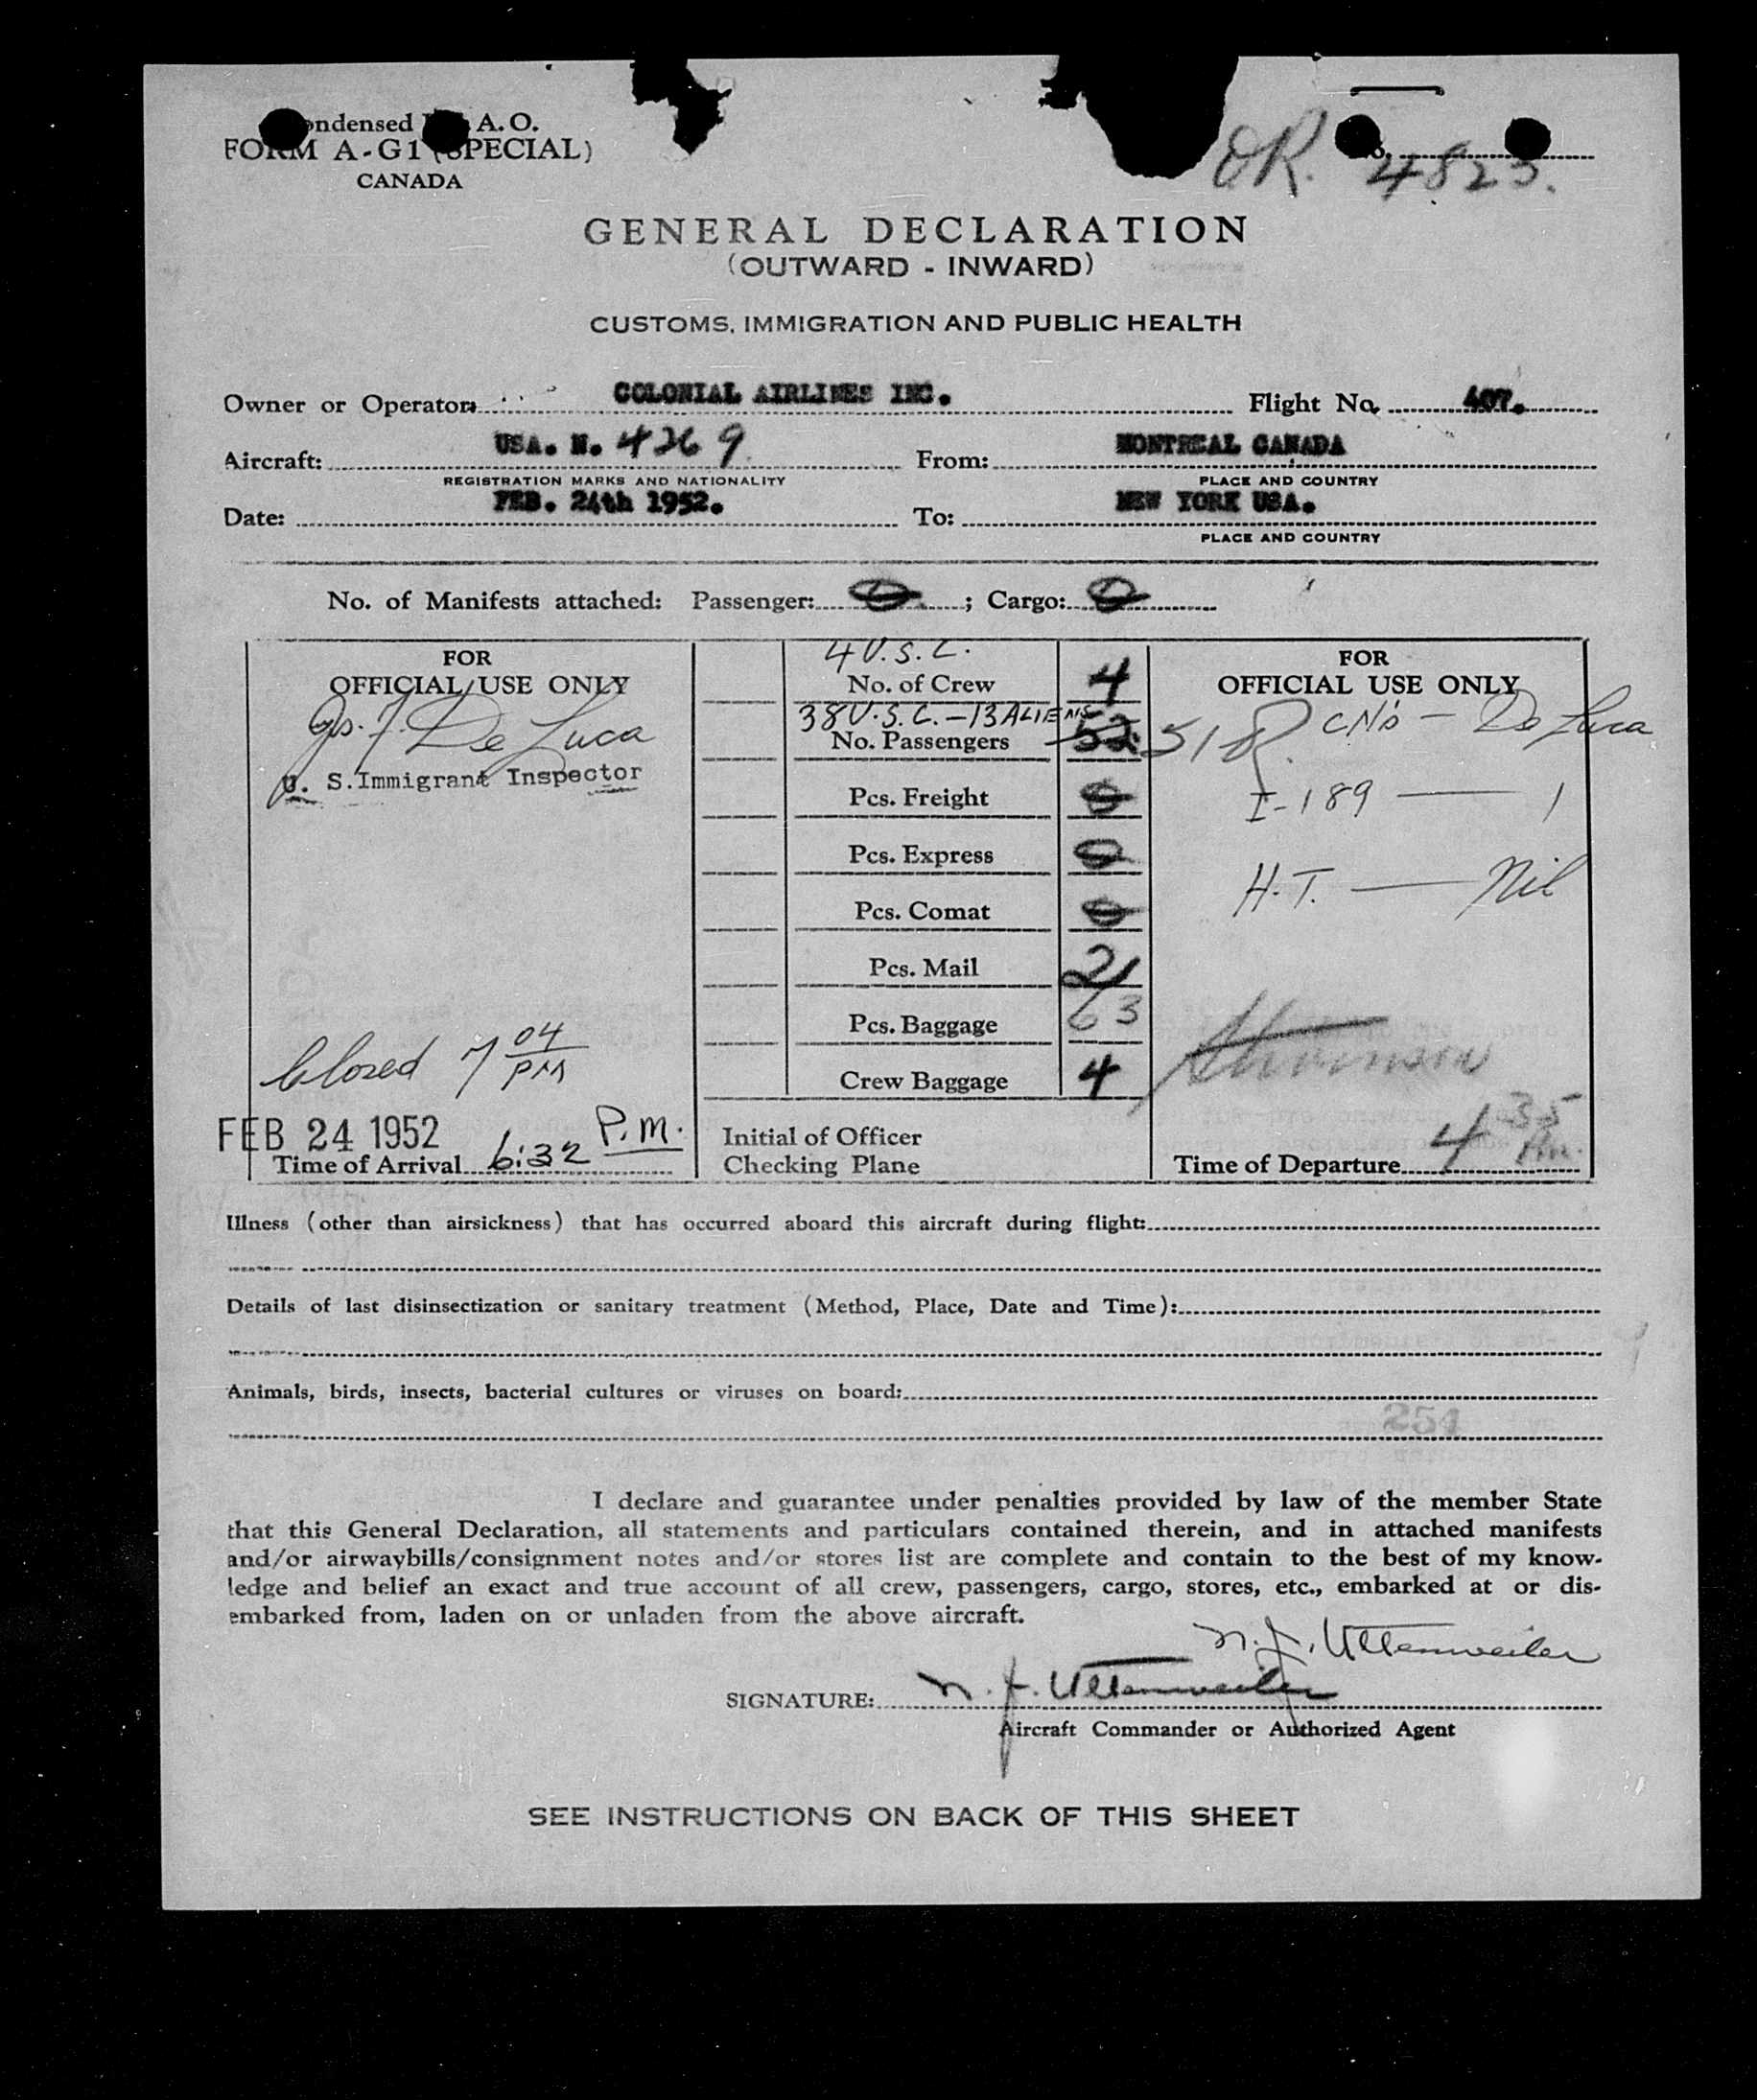 ondensed A.O.
FORM A-G1 (SPECIAL)
CANADA
OR. 4823.
GENERAL DECLARATION
(OUTWARD - INWARD)
CUSTOMS, IMMIGRATION AND PUBLIC HEALTH
Owner or Operator: COLONIAL AIRLINES INC. Flight No. 407.
Aircraft: USA. N. 4269 From: MONTREAL CANADA
REGISTRATION MARKS AND NATIONALITY PLACE AND COUNTRY
Date: FEB. 24th 1952. To: NEW YORK USA.
PLACE AND COUNTRY
No. of Manifests attached: Passenger: 0 ; Cargo: 0
FOR
OFFICIAL USE ONLY
De Luca
U. S.Immigrant Inspector
Closed 7 04 PM
FEB 24 1952
Time of Arrival 6:32 P.M.
4 U.S.C.
No. of Crew 4
38 U.S.C. - 13 ALIENS
No. Passengers 52 51
Pcs. Freight 0
Pcs. Express 0
Pcs. Comat 0
Pcs. Mail 21
Pcs. Baggage 63
Crew Baggage 4
Initial of Officer
Checking Plane
FOR
OFFICIAL USE ONLY
CN's - De Luca
I-189 — 1
H.T. — Nil
Time of Departure 4 35
Illness (other than airsickness) that has occurred aboard this aircraft during flight:
Details of last disinsectization or sanitary treatment (Method, Place, Date and Time):
Animals, birds, insects, bacterial cultures or viruses on board:
251
I declare and guarantee under penalties provided by law of the member State
that this General Declaration, all statements and particulars contained therein, and in attached manifests
and/or airwaybills/consignment notes and/or stores list are complete and contain to the best of my know-
ledge and belief an exact and true account of all crew, passengers, cargo, stores, etc., embarked at or dis-
embarked from, laden on or unladen from the above aircraft.
N. J. Uttenweiler
SIGNATURE: N. J. Uttenweiler
Aircraft Commander or Authorized Agent
SEE INSTRUCTIONS ON BACK OF THIS SHEET